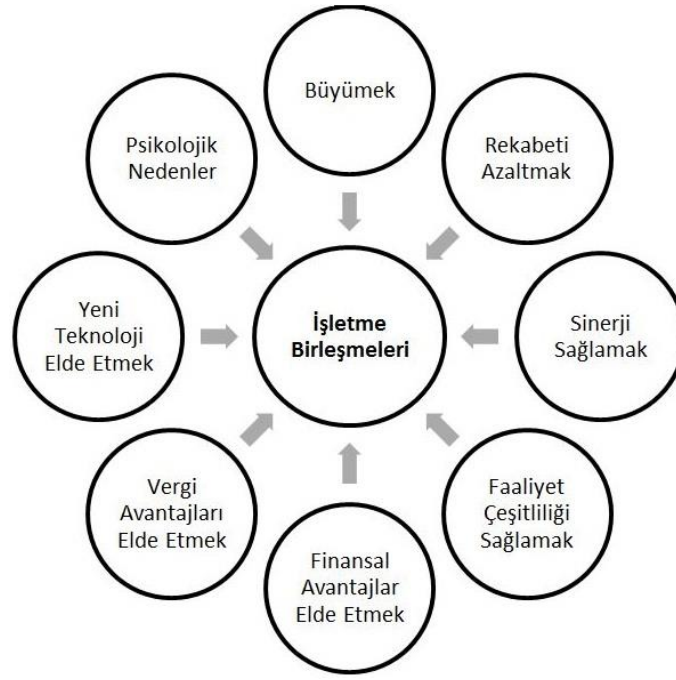 Büyümek
Rekabeti
Azaltmak
Sinerji
Sağlamak
Faaliyet
Çeşitliliği
Sağlamak
Finansal
Avantajlar
Elde Etmek
Vergi
Avantajları
Elde Etmek
Yeni
Teknoloji
Elde Etmek
Psikolojik
Nedenler
İşletme
Birleşmeleri